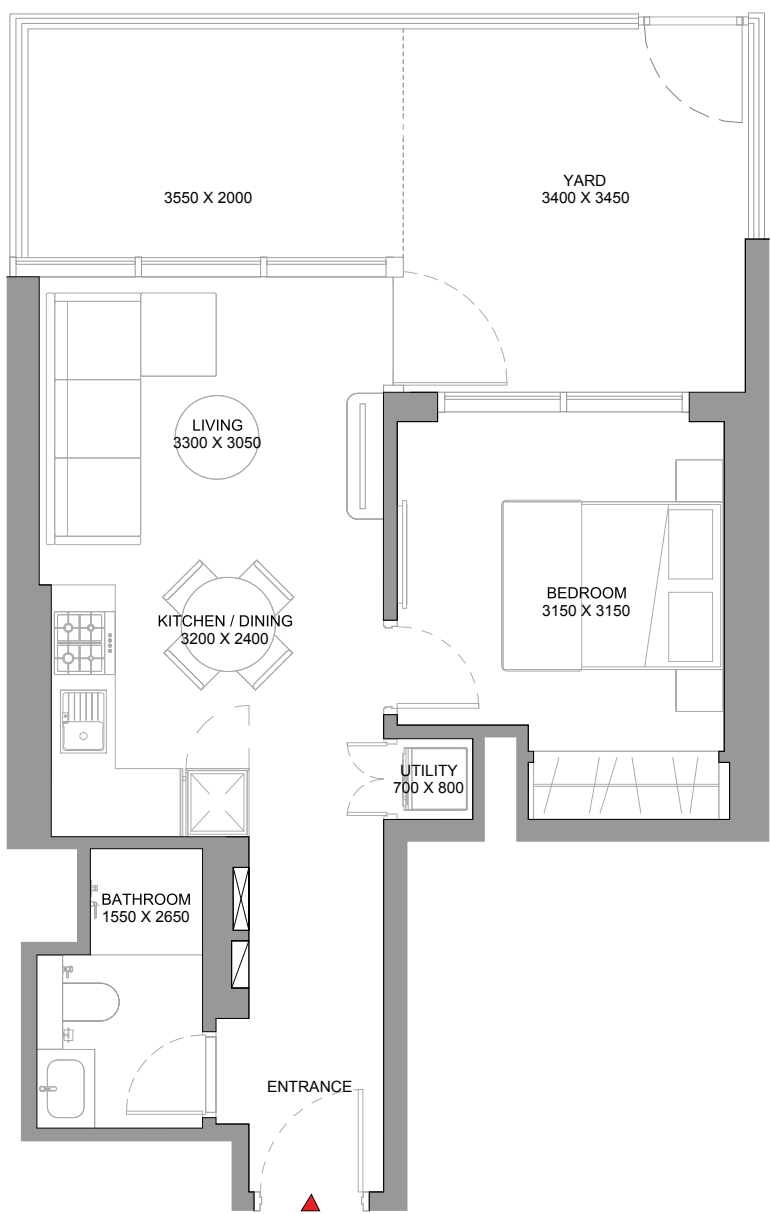 YARD
3400 X 3450
3550 X 2000
LIVING
3300 X 3050
BEDROOM
3150 X 3150
KITCHEN / DINING
3200 X 2400
UTILITY
700 X 800
BATHROOM
1550 X 2650
ENTRANCE